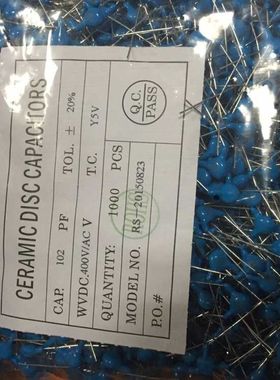 CERAMIC DISC CAPACITORS
CAP. 102 PF TOL. ± 20%
WVDC.400V/AC V T.C. Y5V
QUANTITY: 1000 PCS
MODEL NO. RS-20150823
P.O.#
Q.C.
PASS